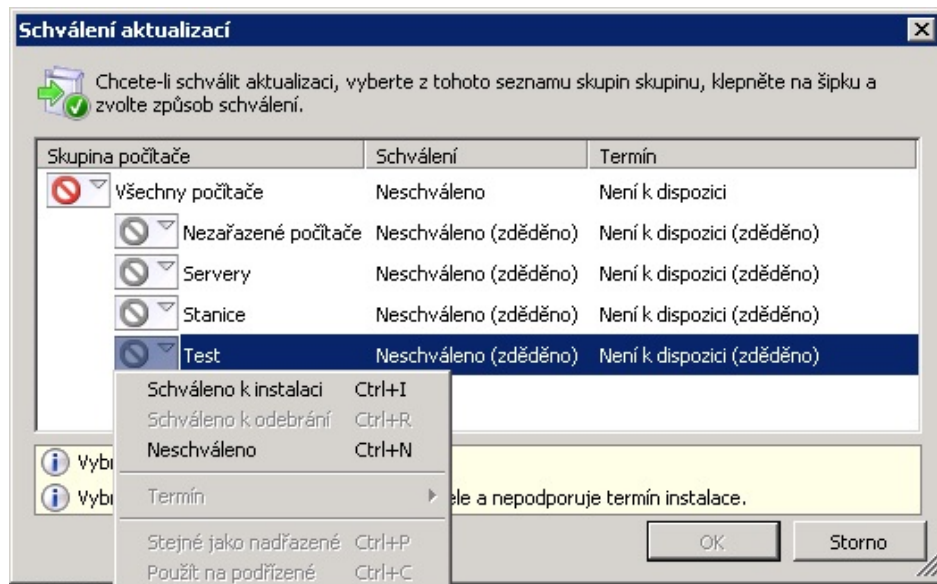 Schválení aktualizací
Chcete-li schválit aktualizaci, vyberte z tohoto seznamu skupin skupinu, klepněte na šipku a
zvolte způsob schválení.
Skupina počítače Schválení Termín
Všechny počítače Neschváleno Není k dispozici
Nezařazené počítače Neschváleno (zděděno) Není k dispozici (zděděno)
Servery Neschváleno (zděděno) Není k dispozici (zděděno)
Stanice Neschváleno (zděděno) Není k dispozici (zděděno)
Test Neschváleno (zděděno) Není k dispozici (zděděno)
Schváleno k instalaci Ctrl+I
Schváleno k odebrání Ctrl+R
Neschváleno Ctrl+N
Termín
a nepodporuje termín instalace.
Stejné jako nadřazené Ctrl+P
Použít na podřízené Ctrl+C
OK Storno